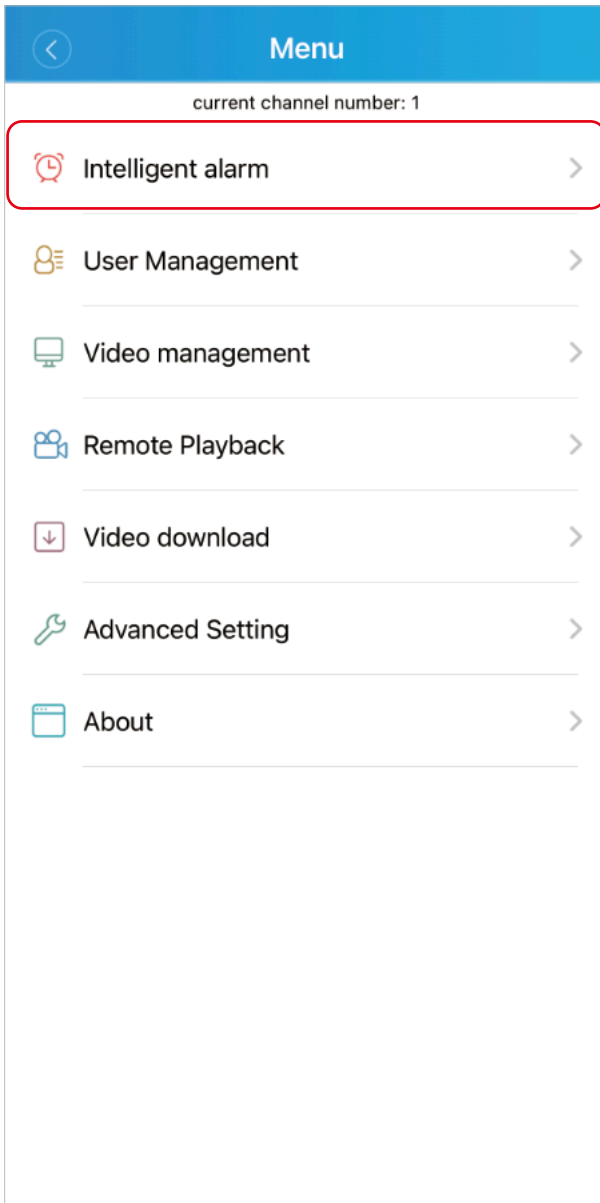 Menu
current channel number: 1
Intelligent alarm
User Management
Video management
Remote Playback
Video download
Advanced Setting
About